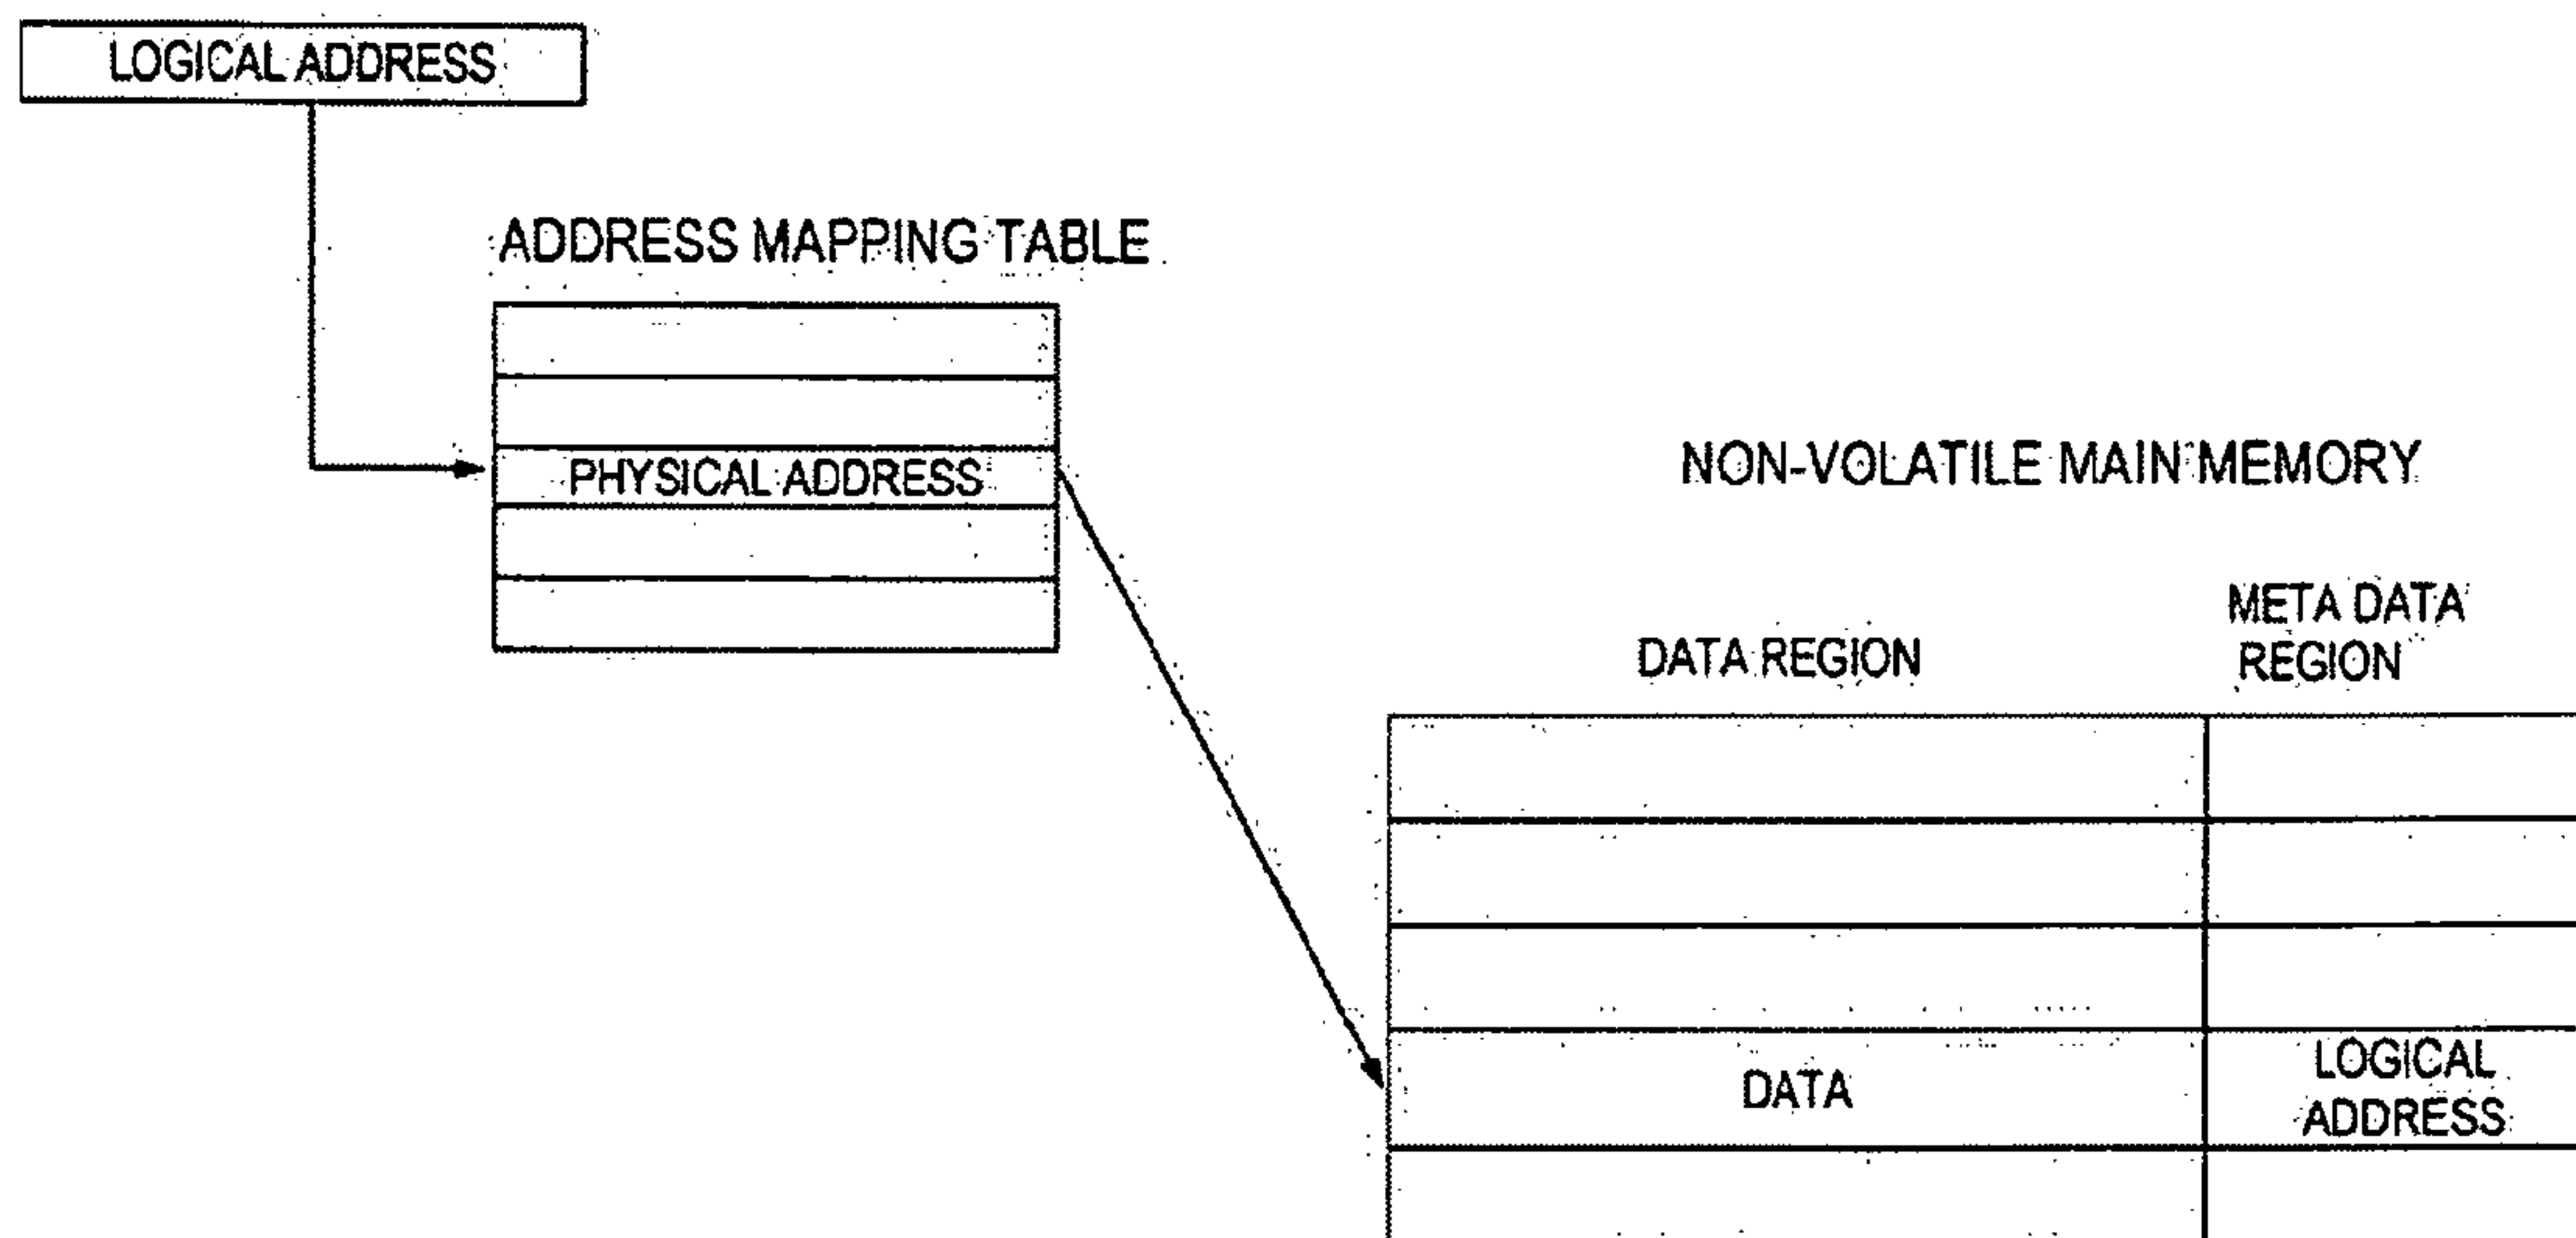 LOGICAL ADDRESS
ADDRESS MAPPING TABLE
PHYSICAL ADDRESS
NON-VOLATILE MAIN MEMORY
DATA REGION
META DATA
REGION
DATA
LOGICAL
ADDRESS